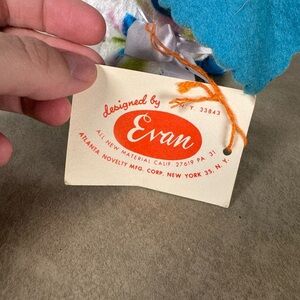 designed by
N. Y. 33843
Evan
ALL NEW MATERIAL CALIF. 27619 PA. 31
ATLANTA NOVELTY MFG. CORP. NEW YORK 35, N. Y.